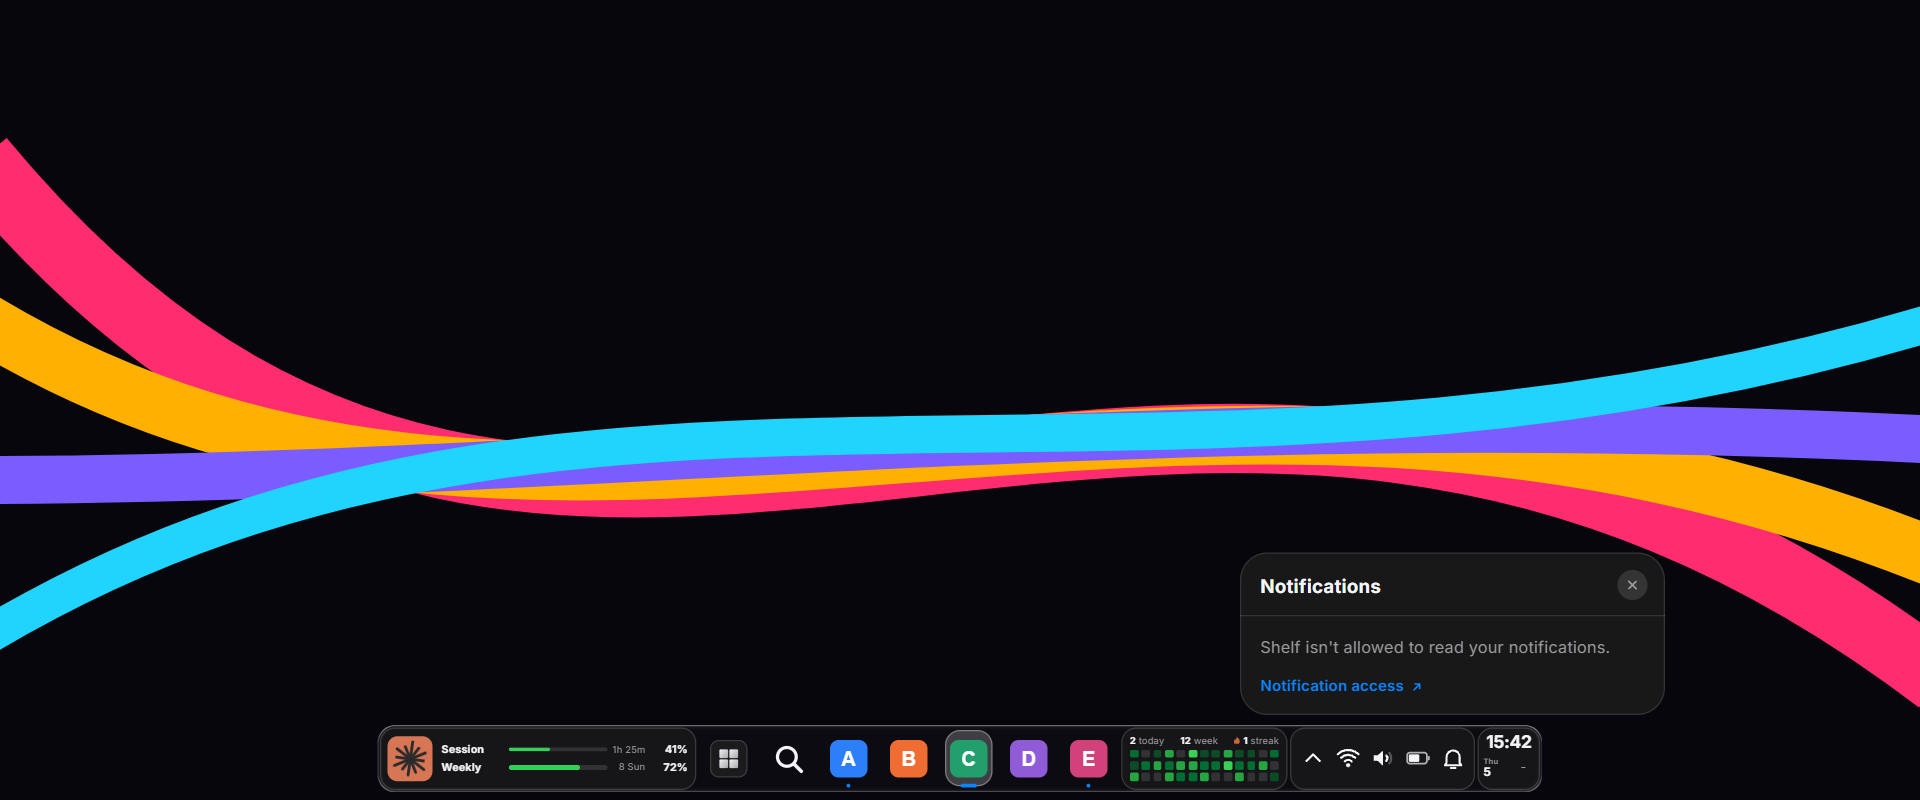 Notifications
Shelf isn't allowed to read your notifications.
Notification access ↗
Session 1h 25m 41%
Weekly 8 Sun 72%
A
B
C
D
E
2 today 12 week 1 streak
15:42
Thu
5 –